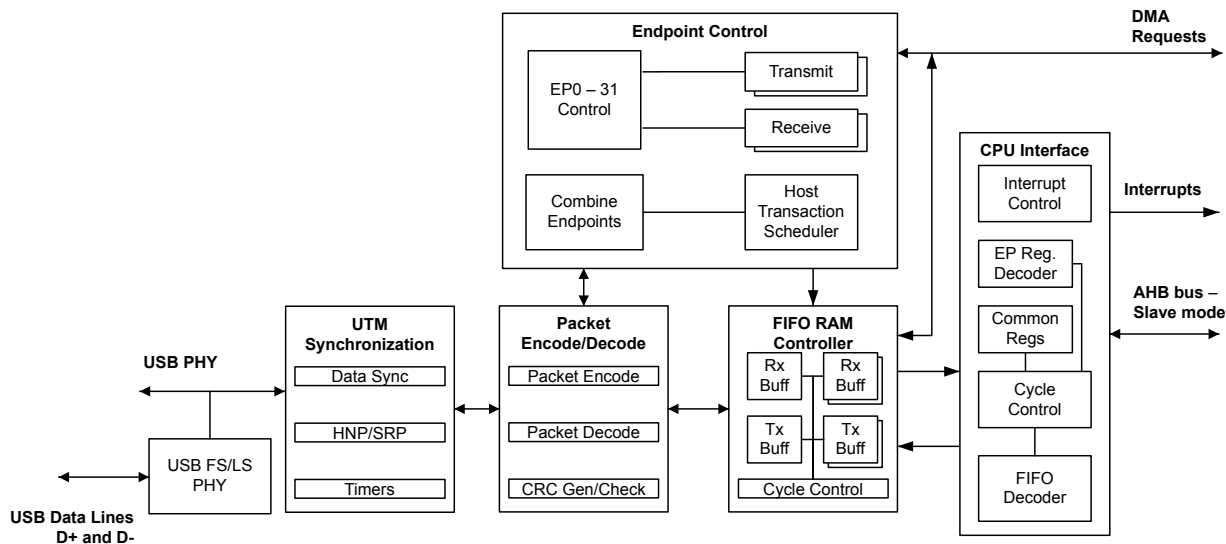 Endpoint Control
EP0 – 31
Control
Transmit
Receive
Combine
Endpoints
Host
Transaction
Scheduler
DMA
Requests
CPU Interface
Interrupt
Control
EP Reg.
Decoder
Common
Regs
Cycle
Control
FIFO
Decoder
Interrupts
AHB bus –
Slave mode
UTM
Synchronization
Data Sync
HNP/SRP
Timers
Packet
Encode/Decode
Packet Encode
Packet Decode
CRC Gen/Check
FIFO RAM
Controller
Rx
Buff
Rx
Buff
Tx
Buff
Tx
Buff
Cycle Control
USB PHY
USB FS/LS
PHY
USB Data Lines
D+ and D-